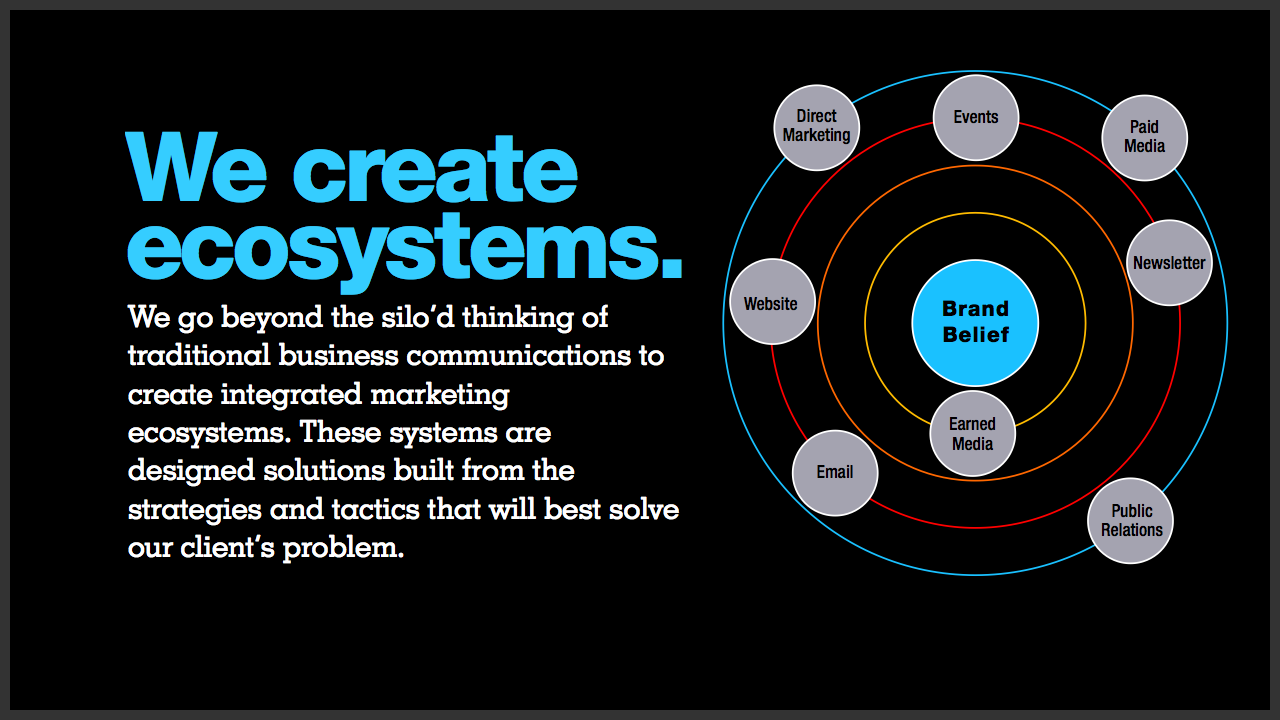 We create
ecosystems.
We go beyond the silo’d thinking of
traditional business communications to
create integrated marketing
ecosystems. These systems are
designed solutions built from the
strategies and tactics that will best solve
our client’s problem.
Direct
Marketing
Events
Paid
Media
Newsletter
Website
Brand
Belief
Earned
Media
Email
Public
Relations